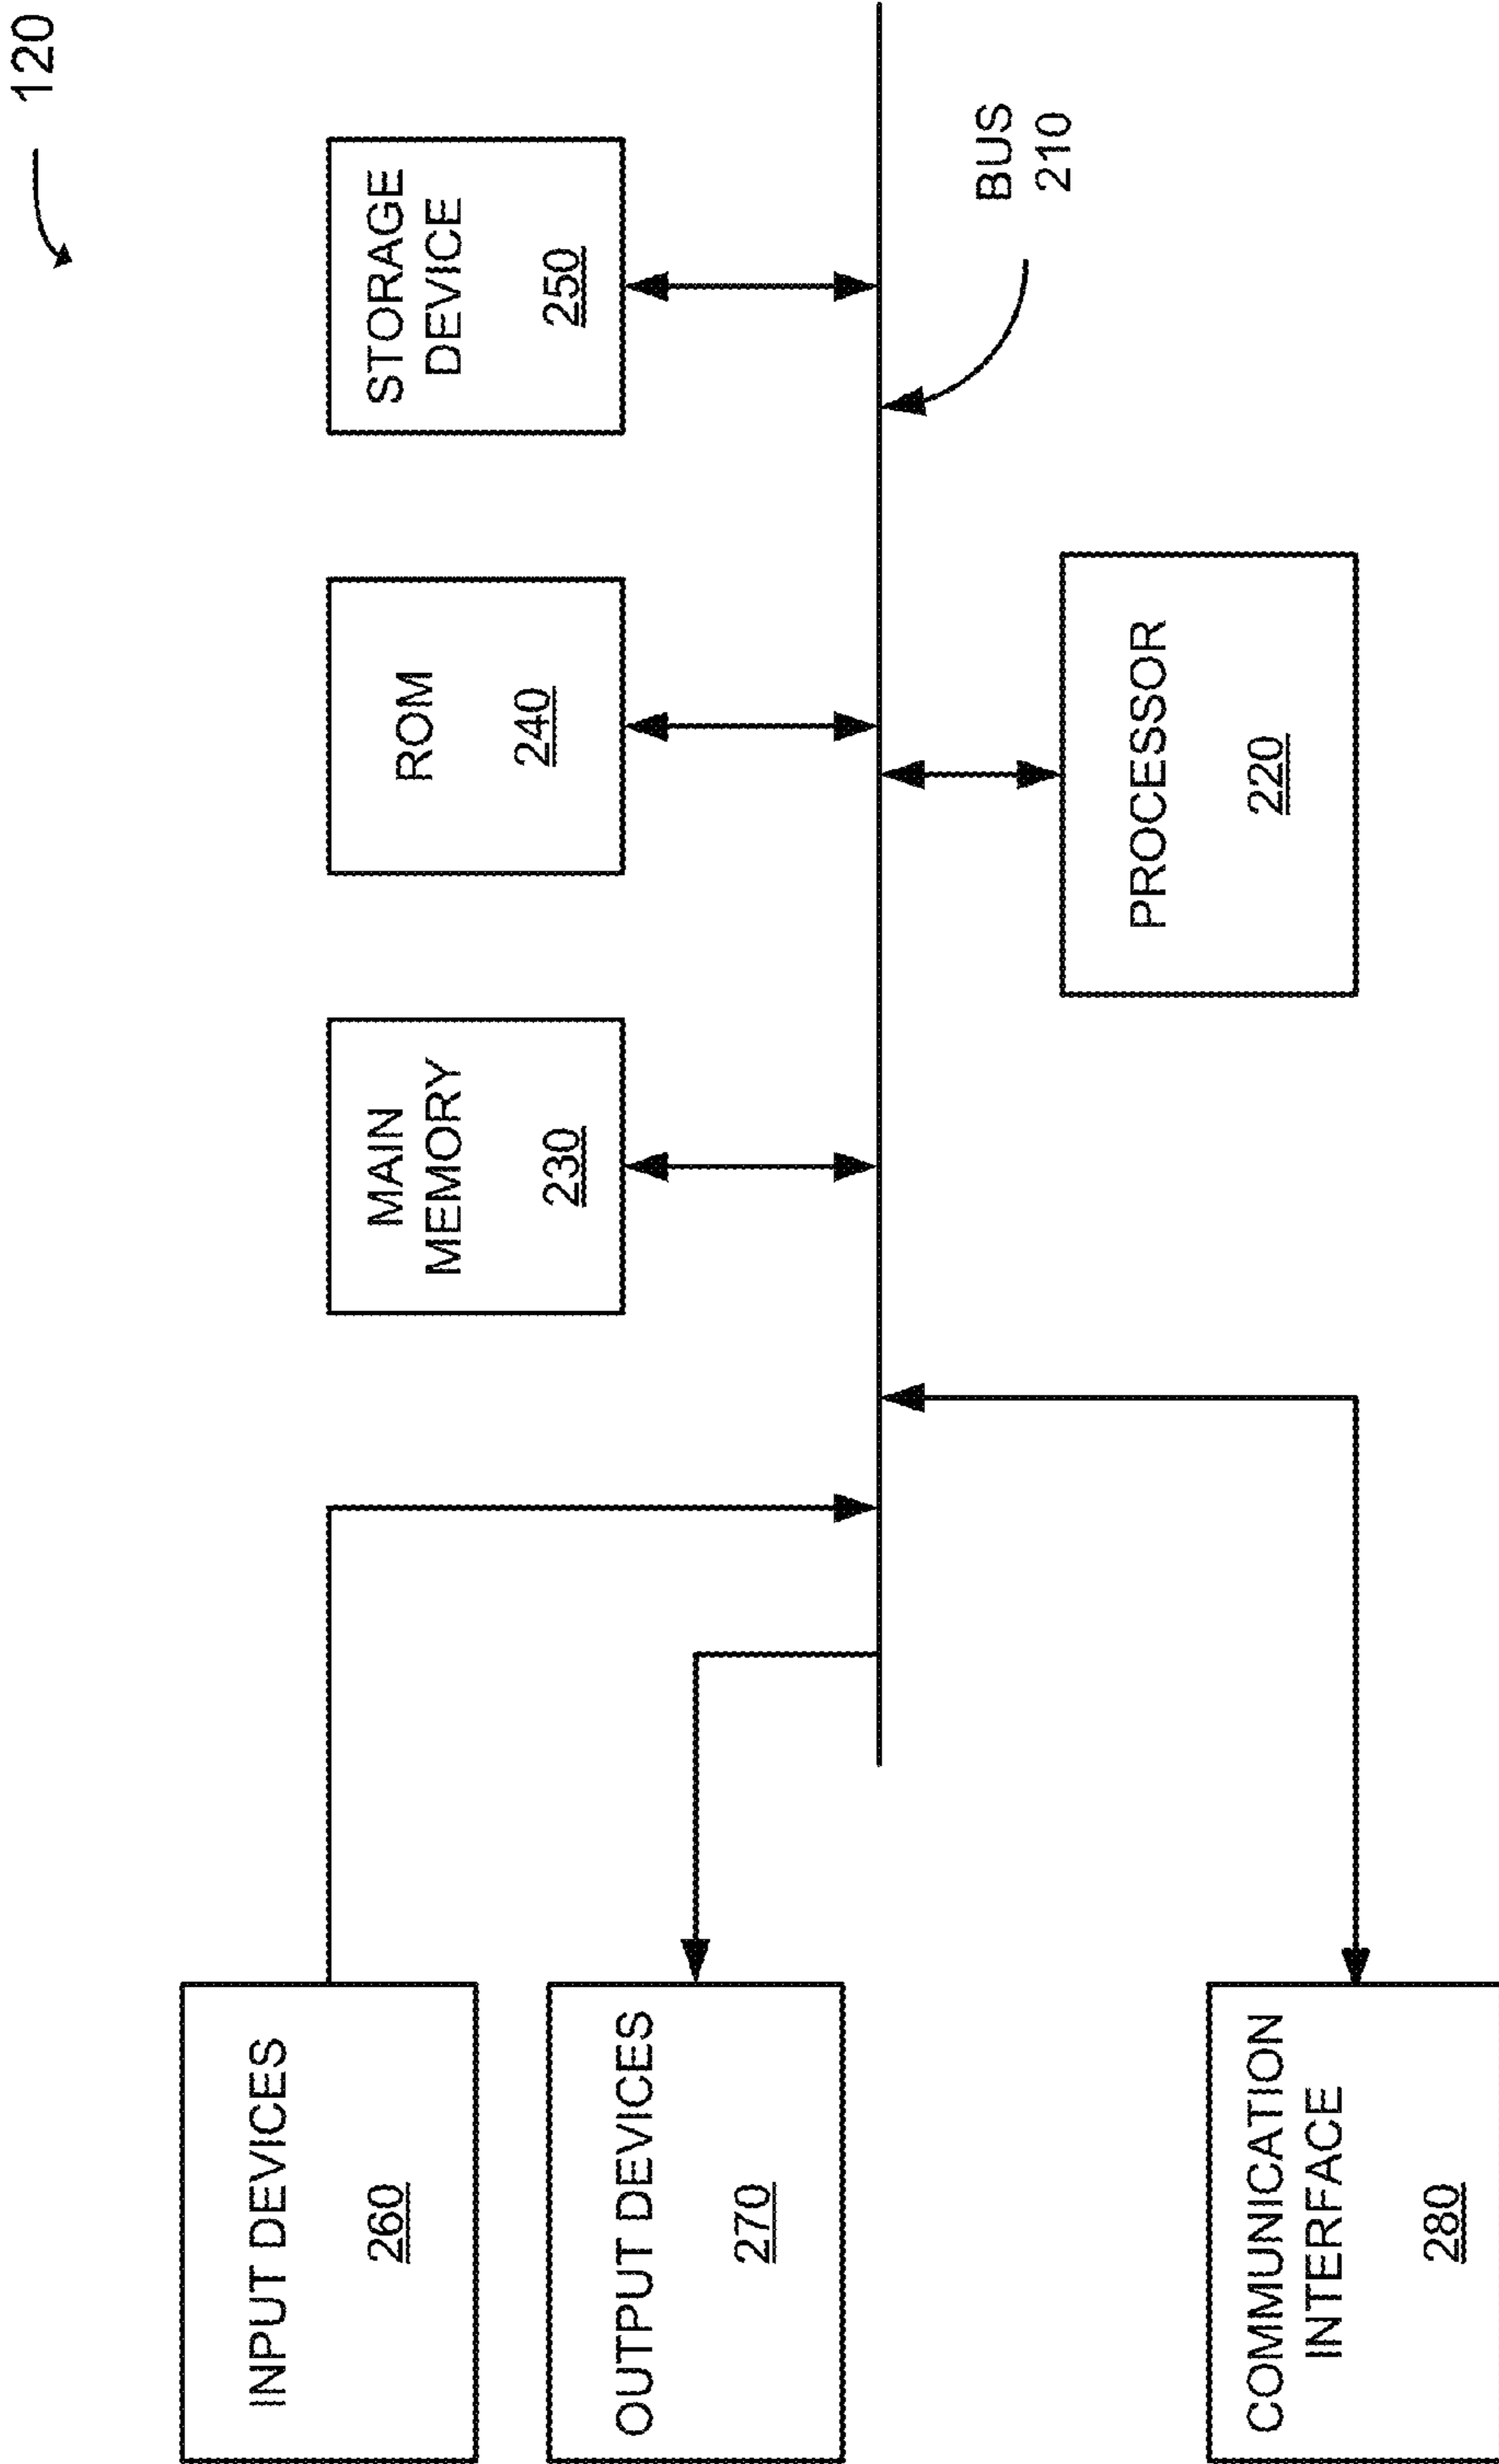 120
INPUT DEVICES
260
OUTPUT DEVICES
270
COMMUNICATION
INTERFACE
280
MAIN
MEMORY
230
ROM
240
STORAGE
DEVICE
250
BUS
210
PROCESSOR
220